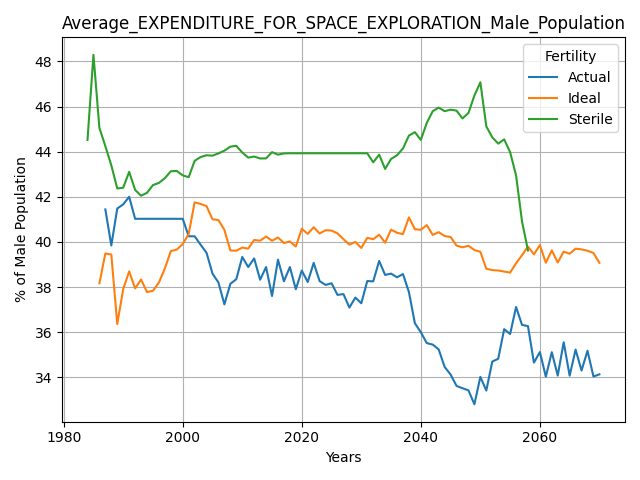 Average_EXPENDITURE_FOR_SPACE_EXPLORATION_Male_Population
Fertility
Actual
Ideal
Sterile
% of Male Population
48
46
44
42
40
38
36
34
1980
2000
2020
2040
2060
Years